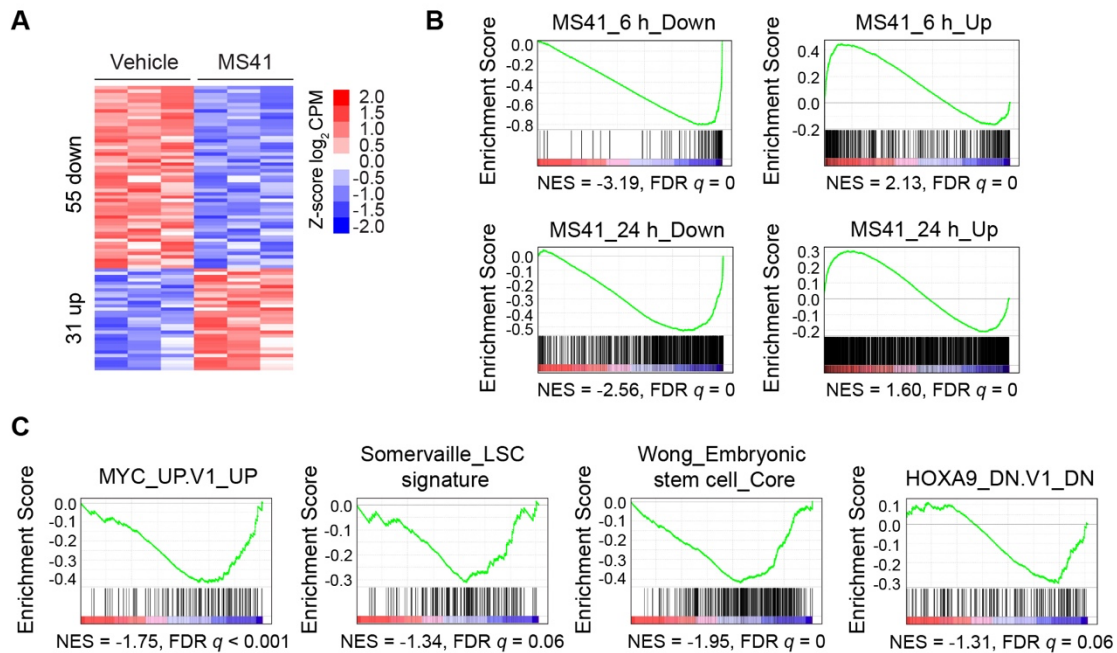 A
Vehicle MS41
55 down
31 up
Z-score log2 CPM
2.0
1.5
1.0
0.5
0.0
-0.5
-1.0
-1.5
-2.0
B
MS41_6 h_Down
Enrichment Score
0.0
-0.2
-0.4
-0.6
-0.8
NES = -3.19, FDR q = 0
MS41_6 h_Up
Enrichment Score
0.4
0.2
0.0
-0.2
NES = 2.13, FDR q = 0
MS41_24 h_Down
Enrichment Score
0.0
-0.1
-0.2
-0.3
-0.4
-0.5
NES = -2.56, FDR q = 0
MS41_24 h_Up
Enrichment Score
0.3
0.2
0.1
0.0
-0.1
-0.2
NES = 1.60, FDR q = 0
C
MYC_UP.V1_UP
Enrichment Score
0.0
-0.1
-0.2
-0.3
-0.4
NES = -1.75, FDR q < 0.001
Somervaille_LSC
signature
Enrichment Score
0.0
-0.1
-0.2
-0.3
NES = -1.34, FDR q = 0.06
Wong_Embryonic
stem cell_Core
Enrichment Score
0.0
-0.1
-0.2
-0.3
-0.4
NES = -1.95, FDR q = 0
HOXA9_DN.V1_DN
Enrichment Score
0.1
0.0
-0.1
-0.2
-0.3
NES = -1.31, FDR q = 0.06